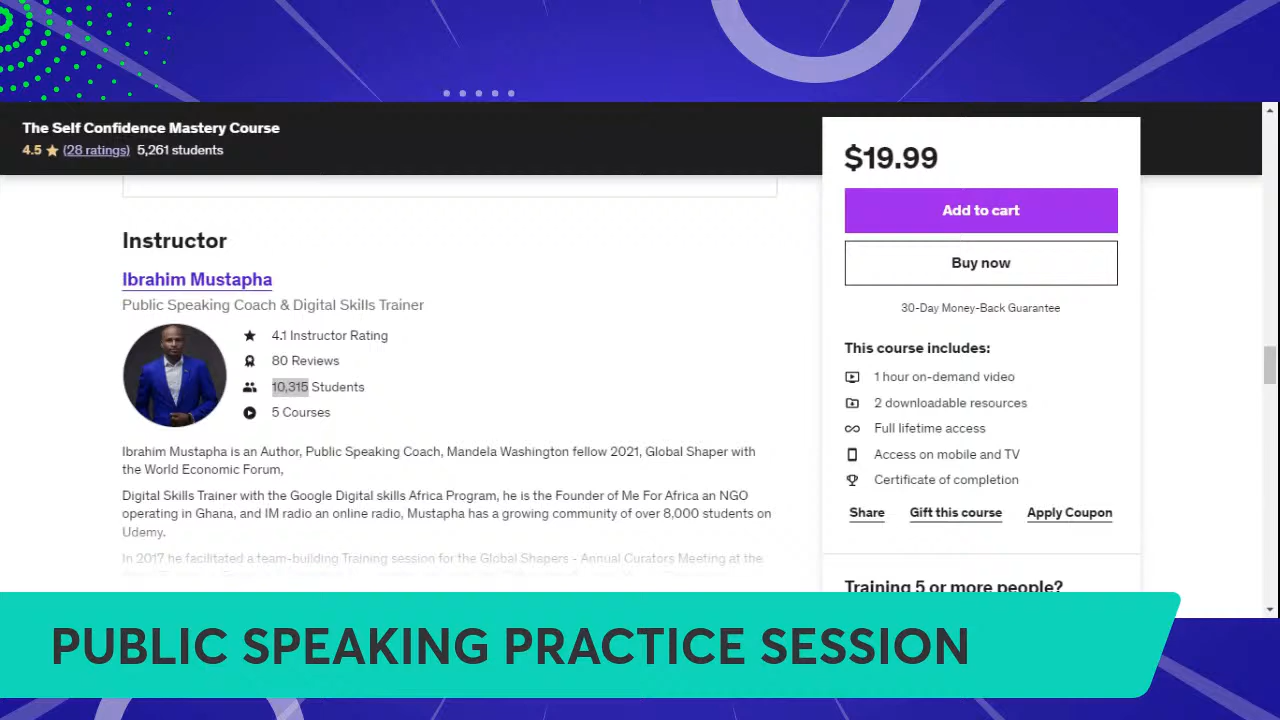 The Self Confidence Mastery Course
4.5 (28 ratings) 5,261 students
Instructor
Ibrahim Mustapha
Public Speaking Coach & Digital Skills Trainer
4.1 Instructor Rating
80 Reviews
10,315 Students
5 Courses
Ibrahim Mustapha is an Author, Public Speaking Coach, Mandela Washington fellow 2021, Global Shaper with
the World Economic Forum,
Digital Skills Trainer with the Google Digital skills Africa Program, he is the Founder of Me For Africa an NGO
operating in Ghana, and IM radio an online radio, Mustapha has a growing community of over 8,000 students on
Udemy.
In 2017 he facilitated a team-building Training session for the Global Shapers - Annual Curators Meeting at the
$19.99
Add to cart
Buy now
30-Day Money-Back Guarantee
This course includes:
1 hour on-demand video
2 downloadable resources
Full lifetime access
Access on mobile and TV
Certificate of completion
Share Gift this course Apply Coupon
Training 5 or more people?
PUBLIC SPEAKING PRACTICE SESSION